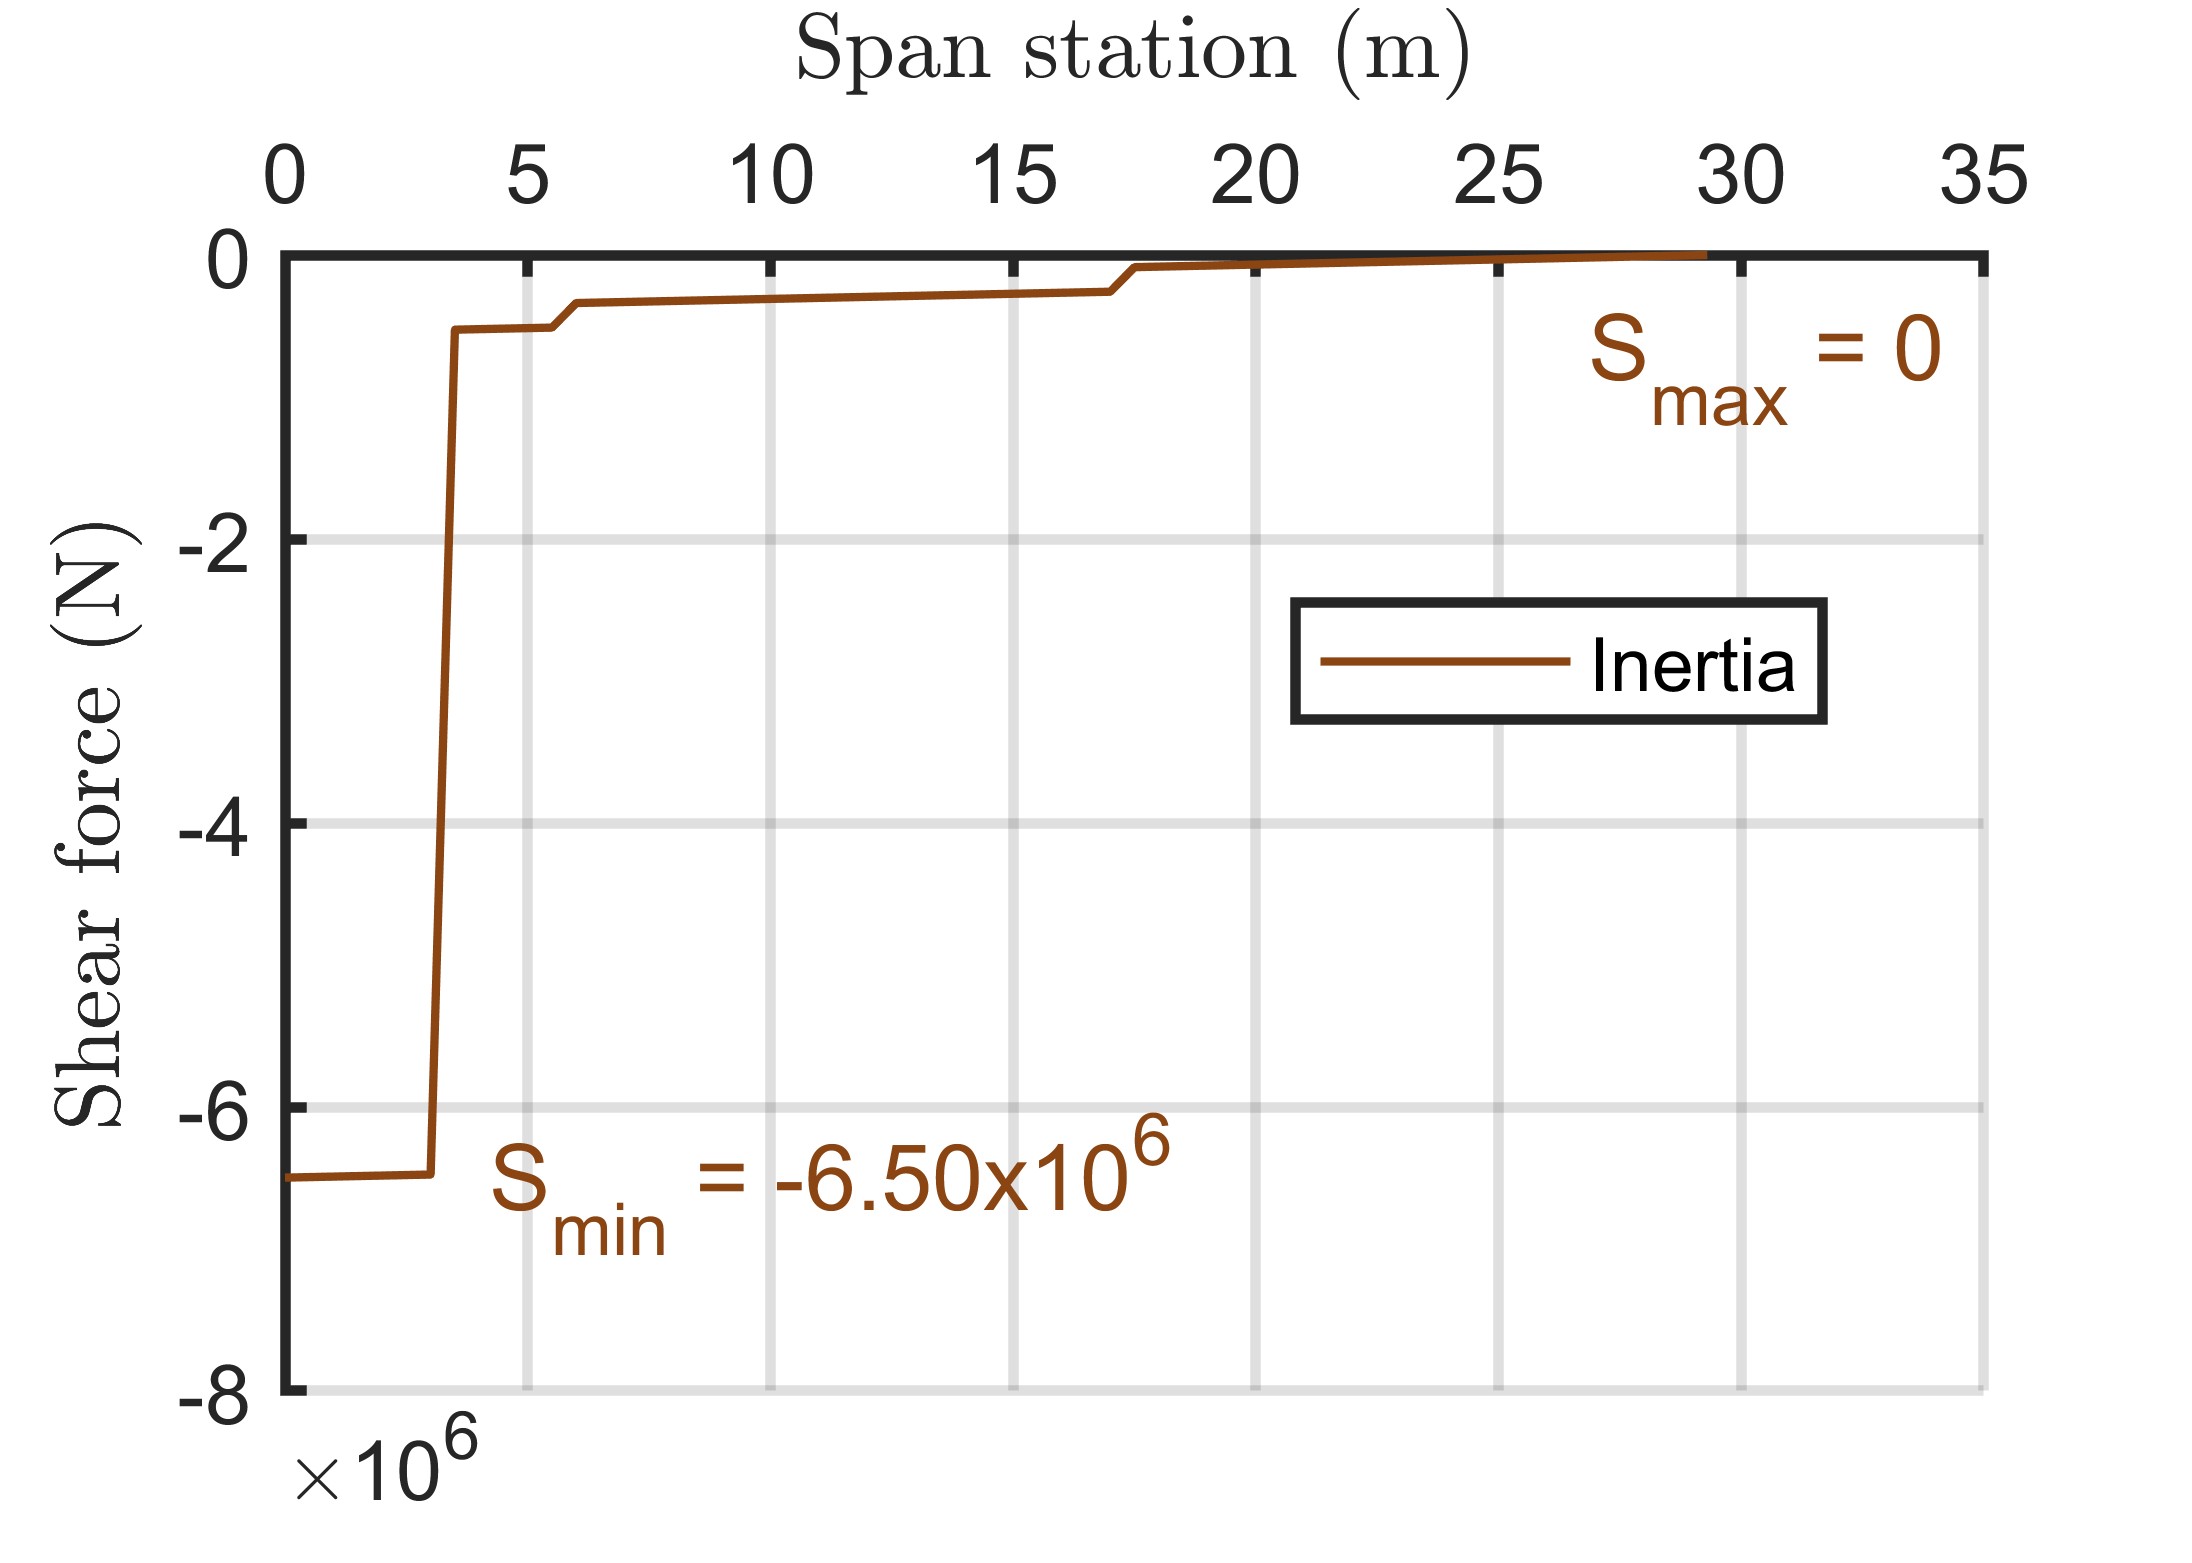 Span station (m)
0 5 10 15 20 25 30 35
0
-2
-4
-6
-8
Shear force (N)
S_max = 0
Inertia
S_min = -6.50x10^6
×10^6